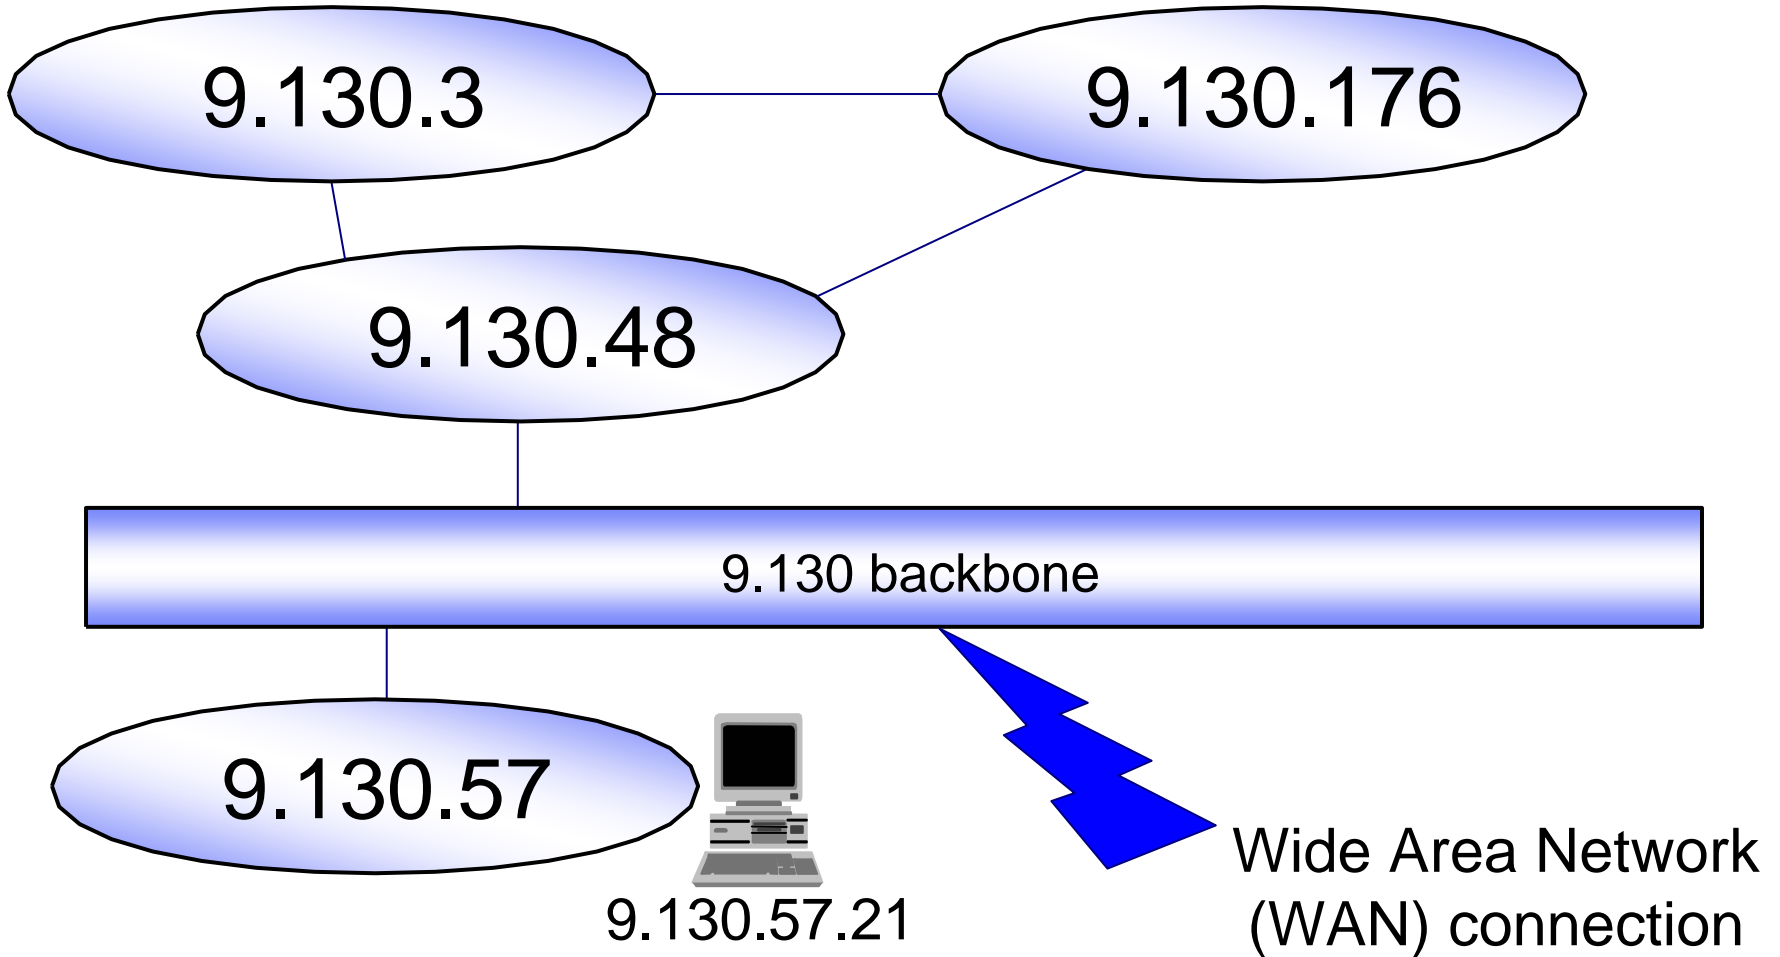 9.130.3
9.130.176
9.130.48
9.130 backbone
9.130.57
9.130.57.21
Wide Area Network
(WAN) connection